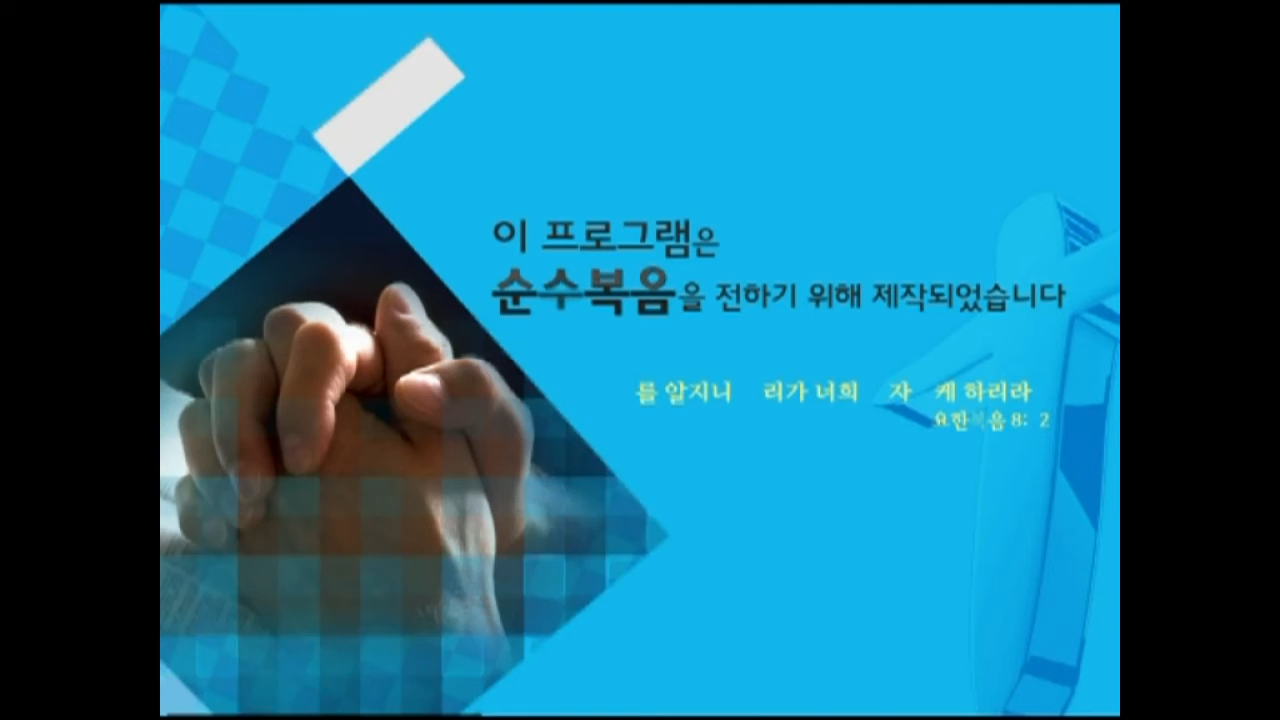 이 프로그램은
순수복음을 전하기 위해 제작되었습니다
를 알지니 리가 너희 자 케 하리라
요한복음 8: 2